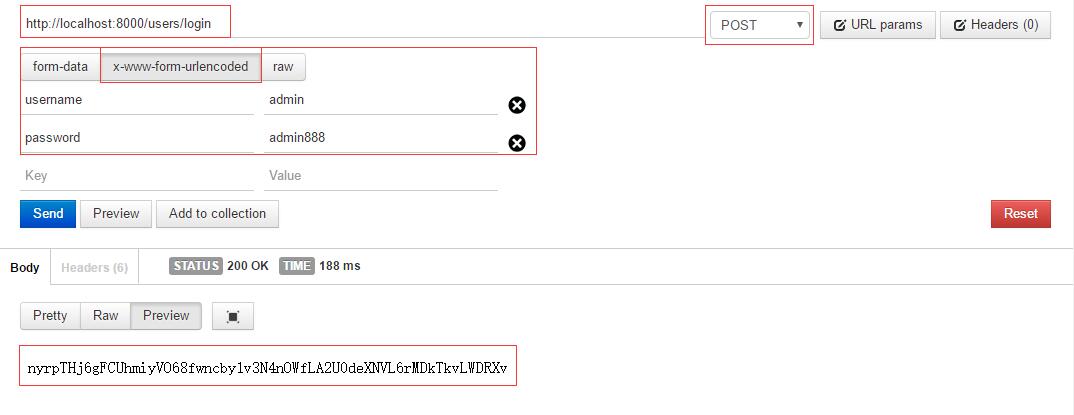 http://localhost:8000/users/login POST URL params Headers (0)
form-data x-www-form-urlencoded raw
username admin
password admin888
Key Value
Send Preview Add to collection Reset
Body Headers (6) STATUS 200 OK TIME 188 ms
Pretty Raw Preview
nyrpTHj6gFCUhmiyVO68fwncby1v3N4nOWfLA2U0deXNVL6rMDkTkvLWDRXv